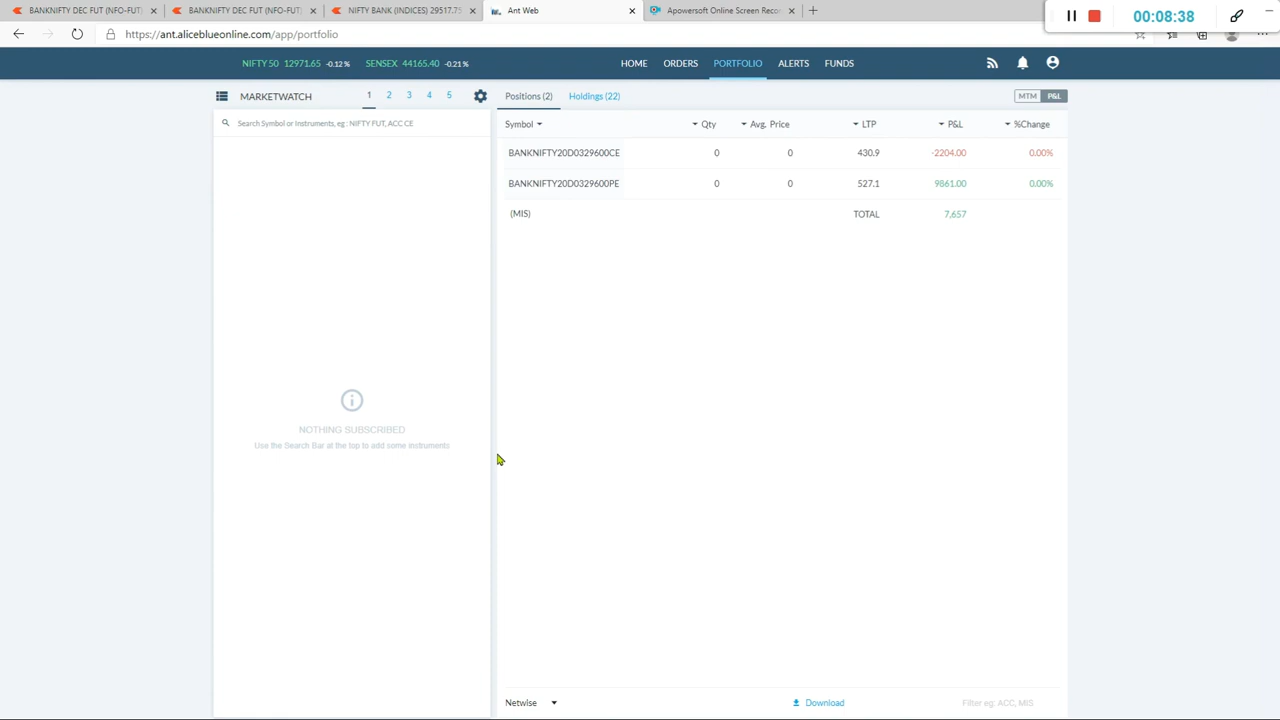 BANKNIFTY DEC FUT (NFO-FUT)
BANKNIFTY DEC FUT (NFO-FUT)
NIFTY BANK (INDICES) 29517.75
Ant Web
Apowersoft Online Screen Reco
00:08:38
https://ant.aliceblueonline.com/app/portfolio
NIFTY 50 12971.65 -0.12 % SENSEX 44165.40 -0.21 %
HOME ORDERS PORTFOLIO ALERTS FUNDS
MARKETWATCH 1 2 3 4 5
Search Symbol or Instruments, eg : NIFTY FUT, ACC CE
NOTHING SUBSCRIBED
Use the Search Bar at the top to add some instruments
Positions (2) Holdings (22) MTM P&L
Symbol Qty Avg. Price LTP P&L %Change
BANKNIFTY20D0329600CE 0 0 430.9 -2204.00 0.00%
BANKNIFTY20D0329600PE 0 0 527.1 9861.00 0.00%
(MIS) TOTAL 7,657
Netwise Download Filter eg: ACC, MIS